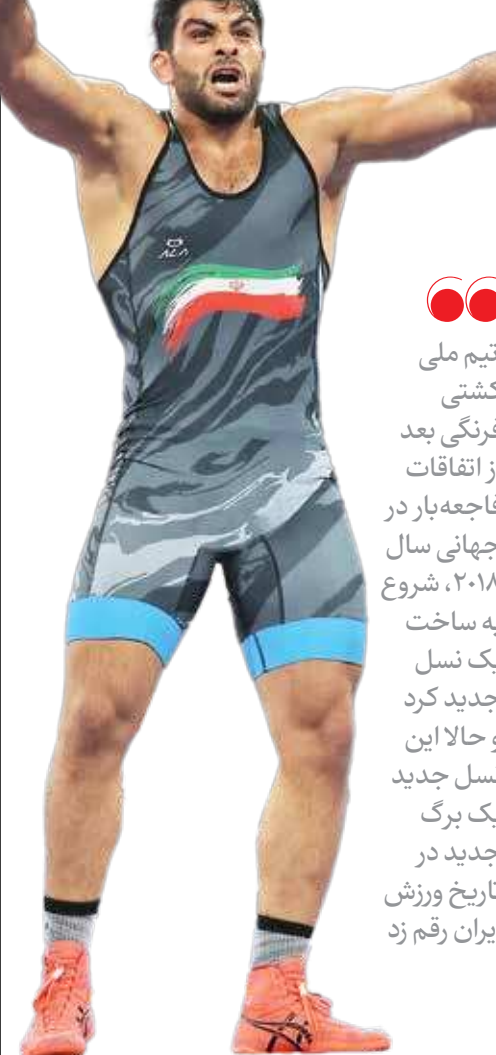 تیم ملی
کشتی
فرنگی بعد
از اتفاقات
فاجعه‌بار در
جهانی سال
۲۰۱۸، شروع
به ساخت
یک نسل
جدید کرد
و حالا این
نسل جدید
یک برگ
جدید در
تاریخ ورزش
ایران رقم زد